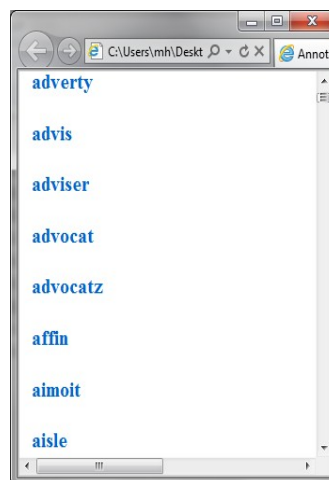 C:\Users\mh\Deskt
Annot
adverty
advis
adviser
advocat
advocatz
affin
aimoit
aisle